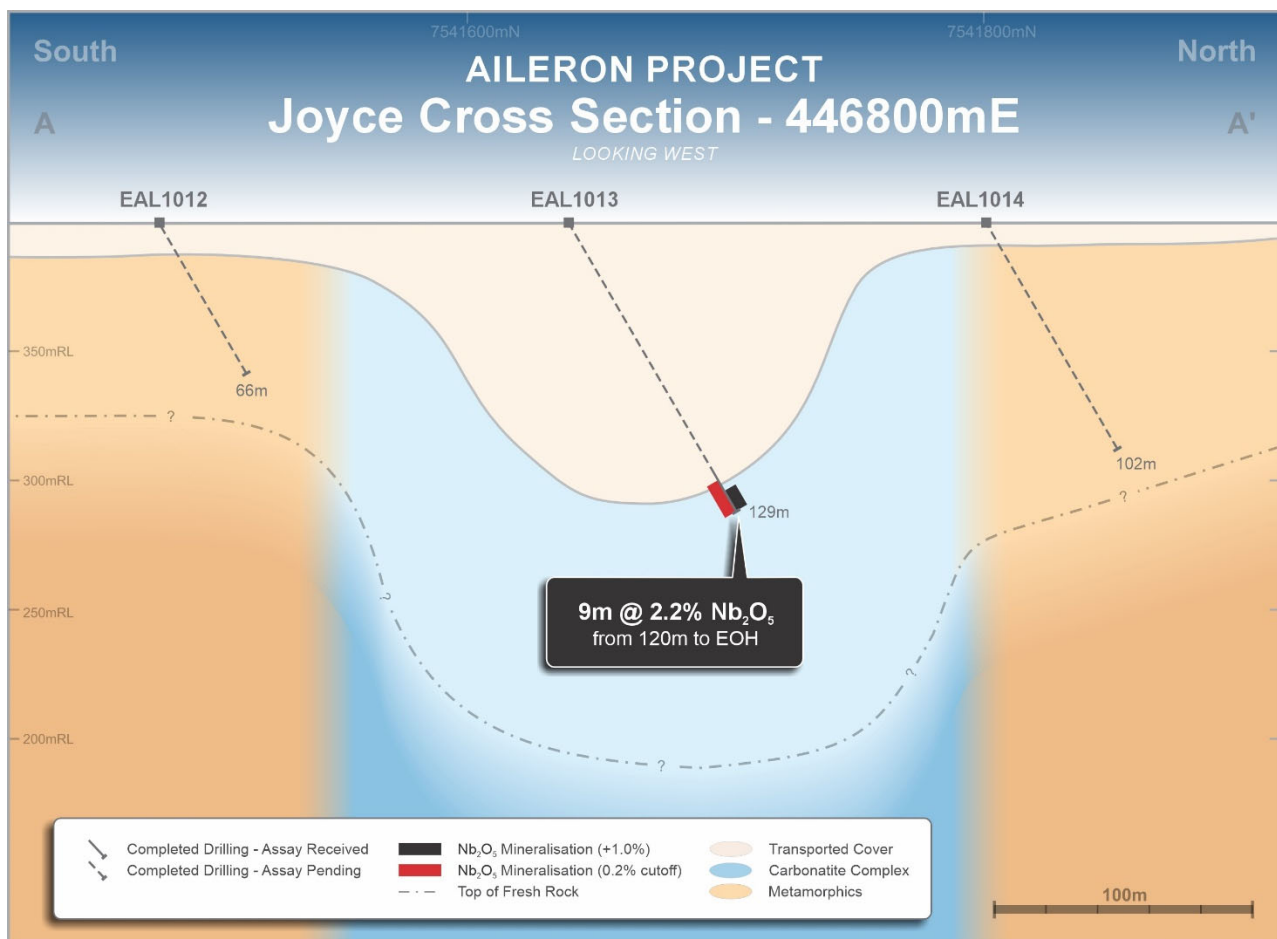 7541600mN
7541800mN
South
North
AILERON PROJECT
Joyce Cross Section - 446800mE
A
A'
LOOKING WEST
EAL1012
EAL1013
EAL1014
350mRL
66m
?
102m
300mRL
?
129m
?
9m @ 2.2% Nb₂O₅
from 120m to EOH
250mRL
?
200mRL
?
Completed Drilling - Assay Received
Completed Drilling - Assay Pending
Nb₂O₅ Mineralisation (+1.0%)
Nb₂O₅ Mineralisation (0.2% cutoff)
Top of Fresh Rock
Transported Cover
Carbonatite Complex
Metamorphics
100m